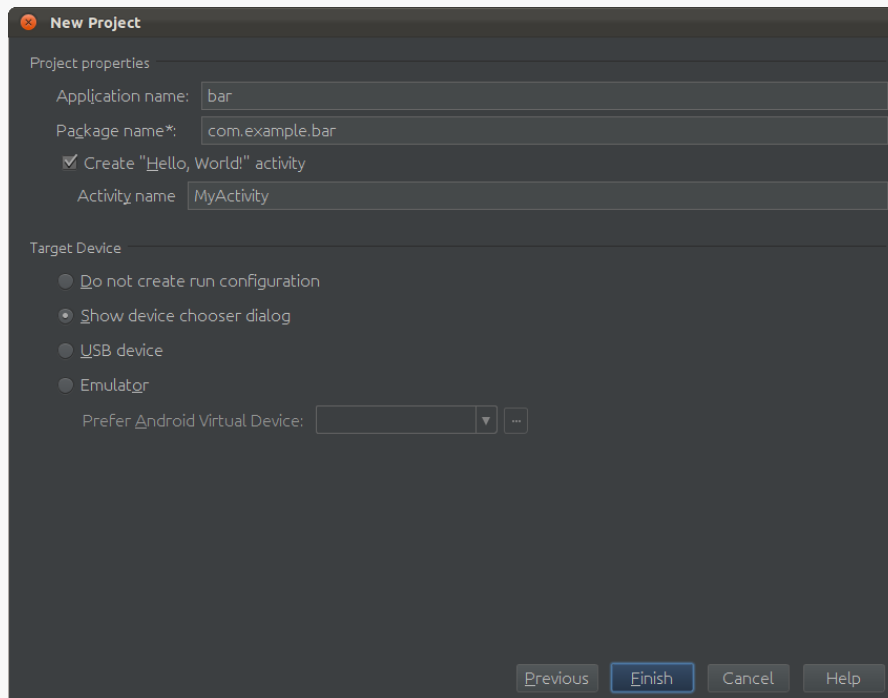 New Project
Project properties
Application name: bar
Package name*: com.example.bar
Create "Hello, World!" activity
Activity name MyActivity
Target Device
Do not create run configuration
Show device chooser dialog
USB device
Emulator
Prefer Android Virtual Device: ...
Previous Finish Cancel Help